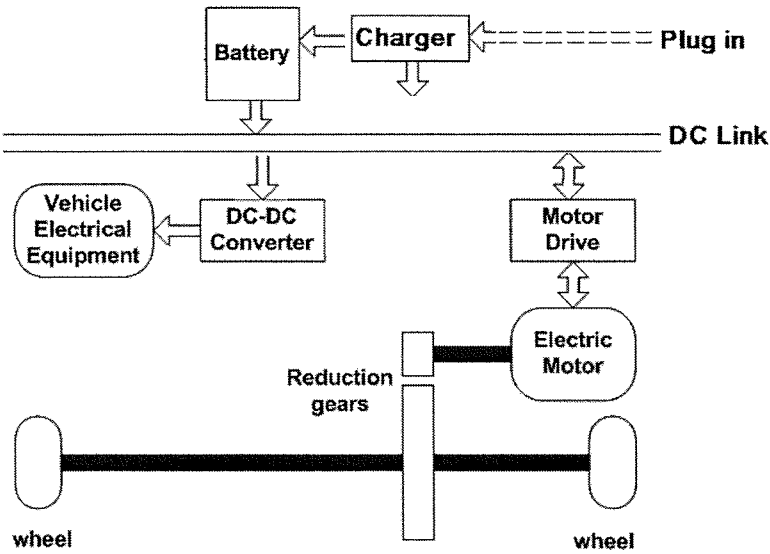 Battery
Charger
Plug in
DC Link
Vehicle
Electrical
Equipment
DC-DC
Converter
Motor
Drive
Electric
Motor
Reduction
gears
wheel
wheel